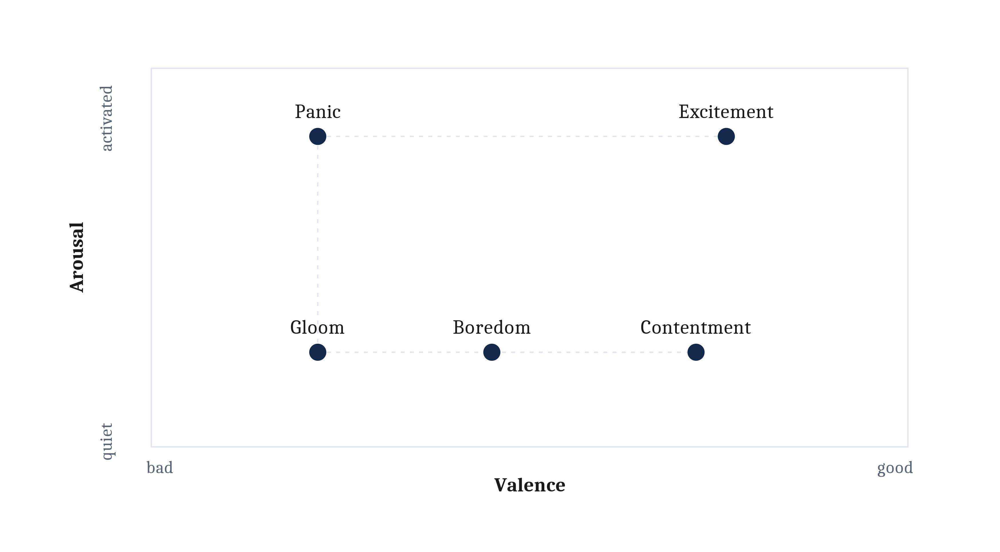 activated
Panic
Excitement
Arousal
Gloom
Boredom
Contentment
quiet
bad
good
Valence